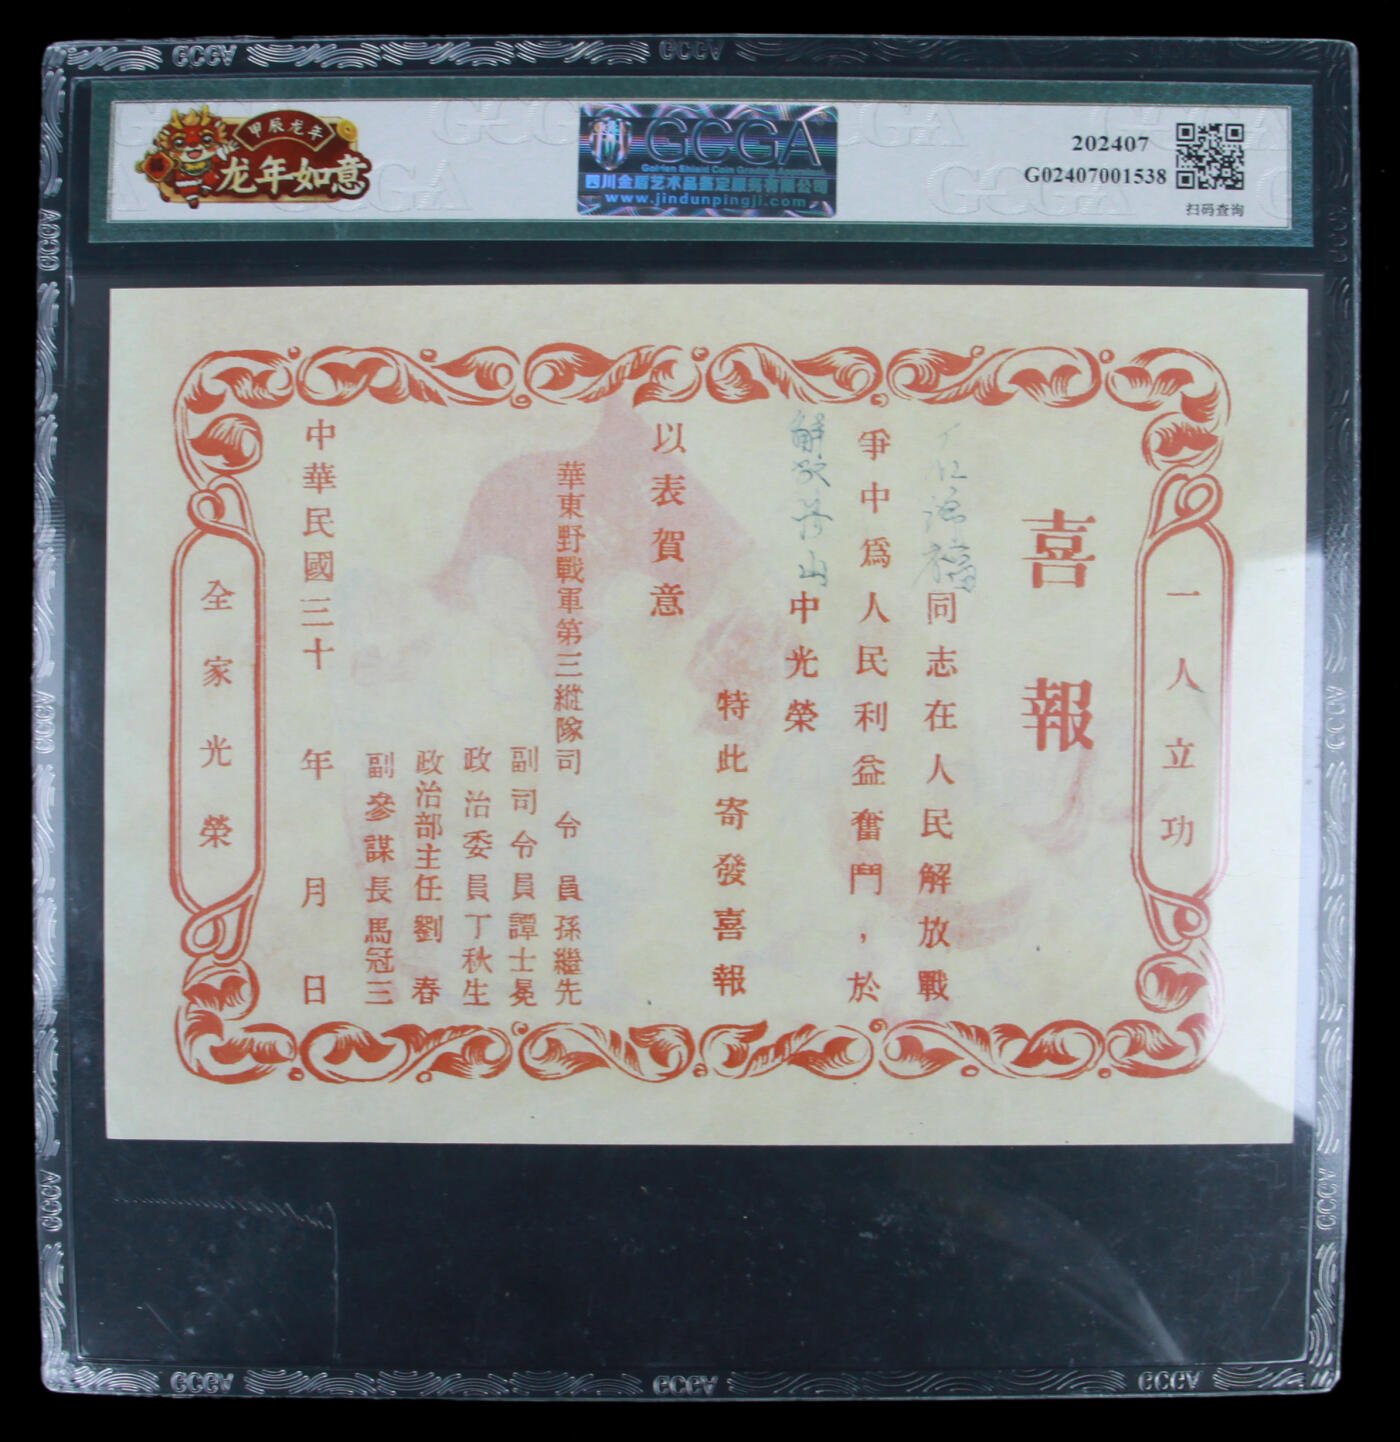 甲辰龙年
龙年如意
GCGA
Golden Shield Coin Grading
四川金盾艺术品鉴定服务有限公司
www.jindunpingji.com
202407
G02407001538
扫码查询
一人立功
喜報
同志在人民解放戰
爭中爲人民利益奮鬥，於
中光榮
特此寄發喜報
以表賀意
華東野戰軍第三縱隊司令員孫繼先
副司令員譚士冕
政治委員丁秋生
政治部主任劉春
副參謀長馬冠三
中華民國三十 年 月 日
全家光榮